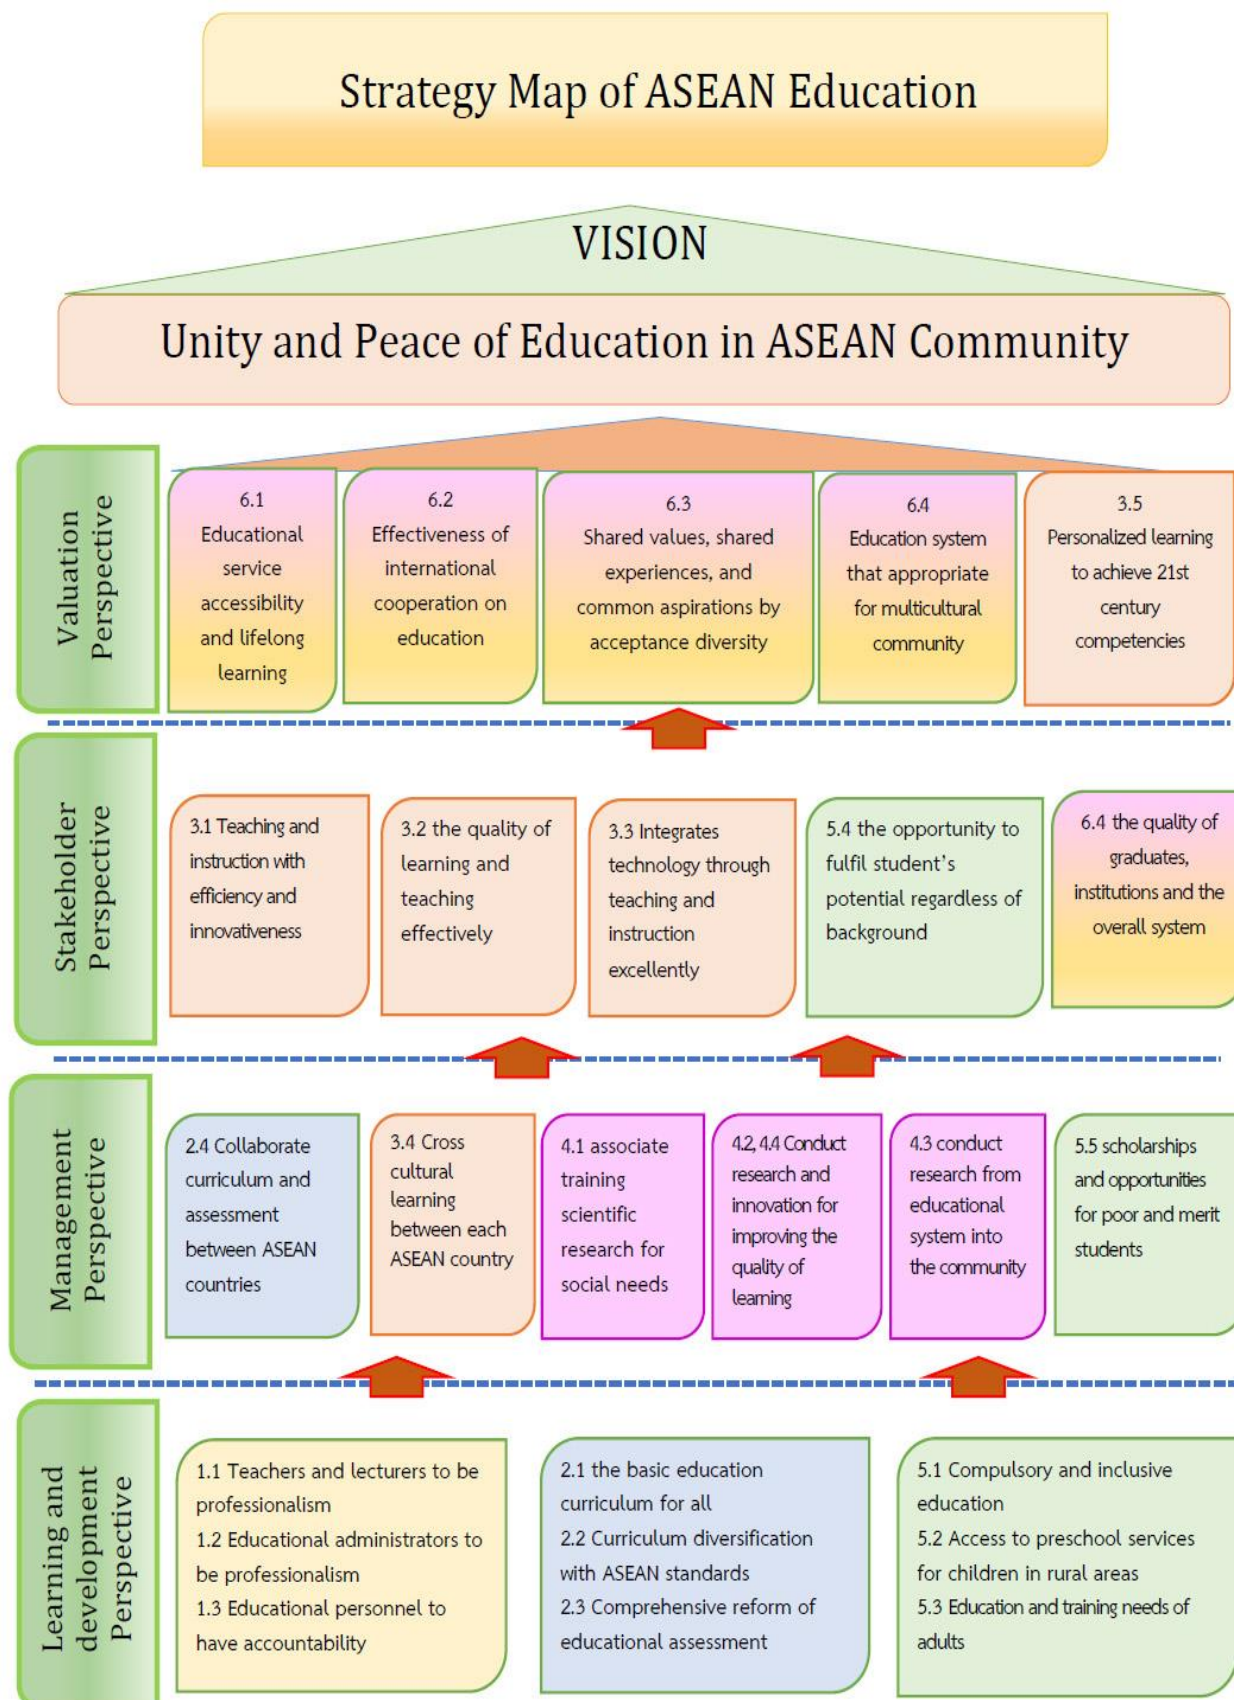 Strategy Map of ASEAN Education
VISION
Unity and Peace of Education in ASEAN Community
Valuation
Perspective
6.1
Educational
service
accessibility
and lifelong
learning
6.2
Effectiveness of
international
cooperation on
education
6.3
Shared values, shared
experiences, and
common aspirations by
acceptance diversity
6.4
Education system
that appropriate
for multicultural
community
3.5
Personalized learning
to achieve 21st
century
competencies
Stakeholder
Perspective
3.1 Teaching and
instruction with
efficiency and
innovativeness
3.2 the quality of
learning and
teaching
effectively
3.3 Integrates
technology through
teaching and
instruction
excellently
5.4 the opportunity to
fulfil student's
potential regardless of
background
6.4 the quality of
graduates,
institutions and the
overall system
Management
Perspective
2.4 Collaborate
curriculum and
assessment
between ASEAN
countries
3.4 Cross
cultural
learning
between each
ASEAN country
4.1 associate
training
scientific
research for
social needs
4.2, 4.4 Conduct
research and
innovation for
improving the
quality of
learning
4.3 conduct
research from
educational
system into
the community
5.5 scholarships
and opportunities
for poor and merit
students
Learning and
development
Perspective
1.1 Teachers and lecturers to be
professionalism
1.2 Educational administrators to
be professionalism
1.3 Educational personnel to
have accountability
2.1 the basic education
curriculum for all
2.2 Curriculum diversification
with ASEAN standards
2.3 Comprehensive reform of
educational assessment
5.1 Compulsory and inclusive
education
5.2 Access to preschool services
for children in rural areas
5.3 Education and training needs of
adults